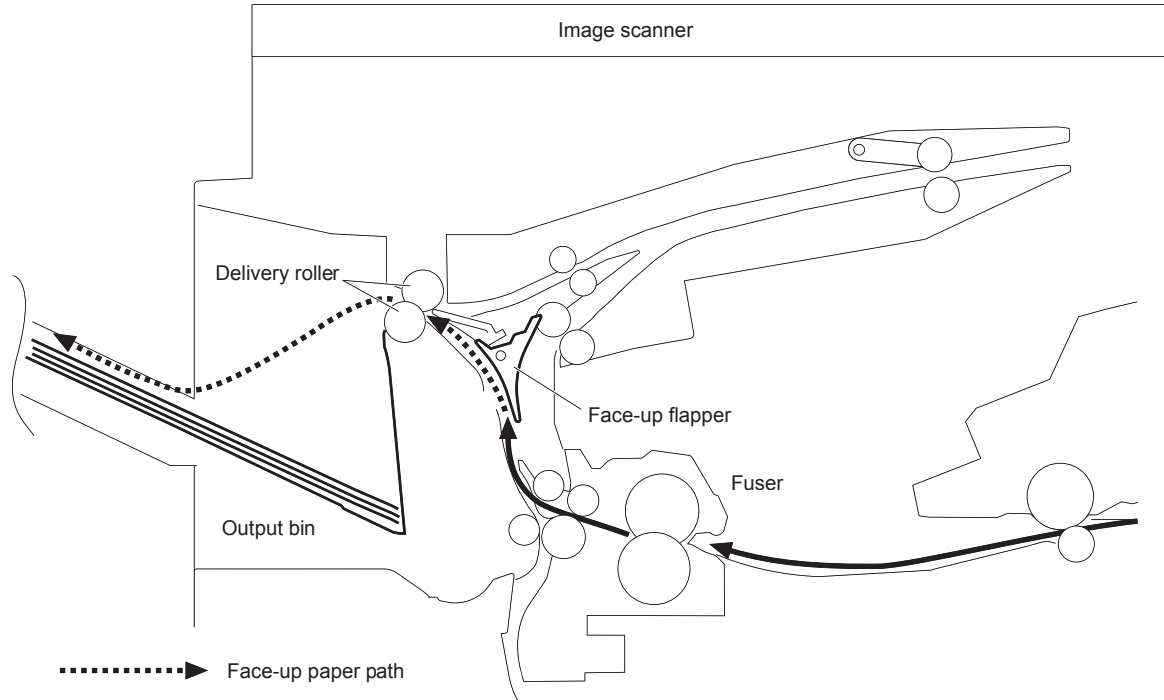 Image scanner
Delivery roller
Face-up flapper
Fuser
Output bin
Face-up paper path